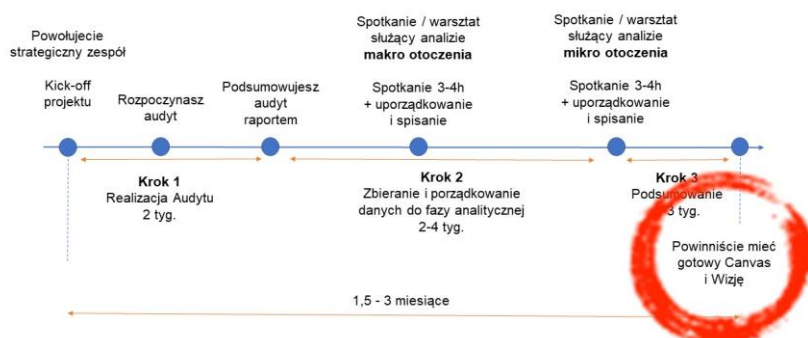 Powołujecie
strategiczny zespół
Kick-off
projektu
Rozpoczynasz
audyt
Podsumowujesz
audyt
raportem
Spotkanie / warsztat
służący analizie
makro otoczenia
Spotkanie 3-4h
+ uporządkowanie
i spisanie
Spotkanie / warsztat
służący analizie
mikro otoczenia
Spotkanie 3-4h
+ uporządkowanie
i spisanie
Krok 1
Realizacja Audytu
2 tyg.
Krok 2
Zbieranie i porządkowanie
danych do fazy analitycznej
2-4 tyg.
Krok 3
Podsumowanie
3 tyg.
Powinniście mieć
gotowy Canvas
i Wizję
1,5 - 3 miesiące